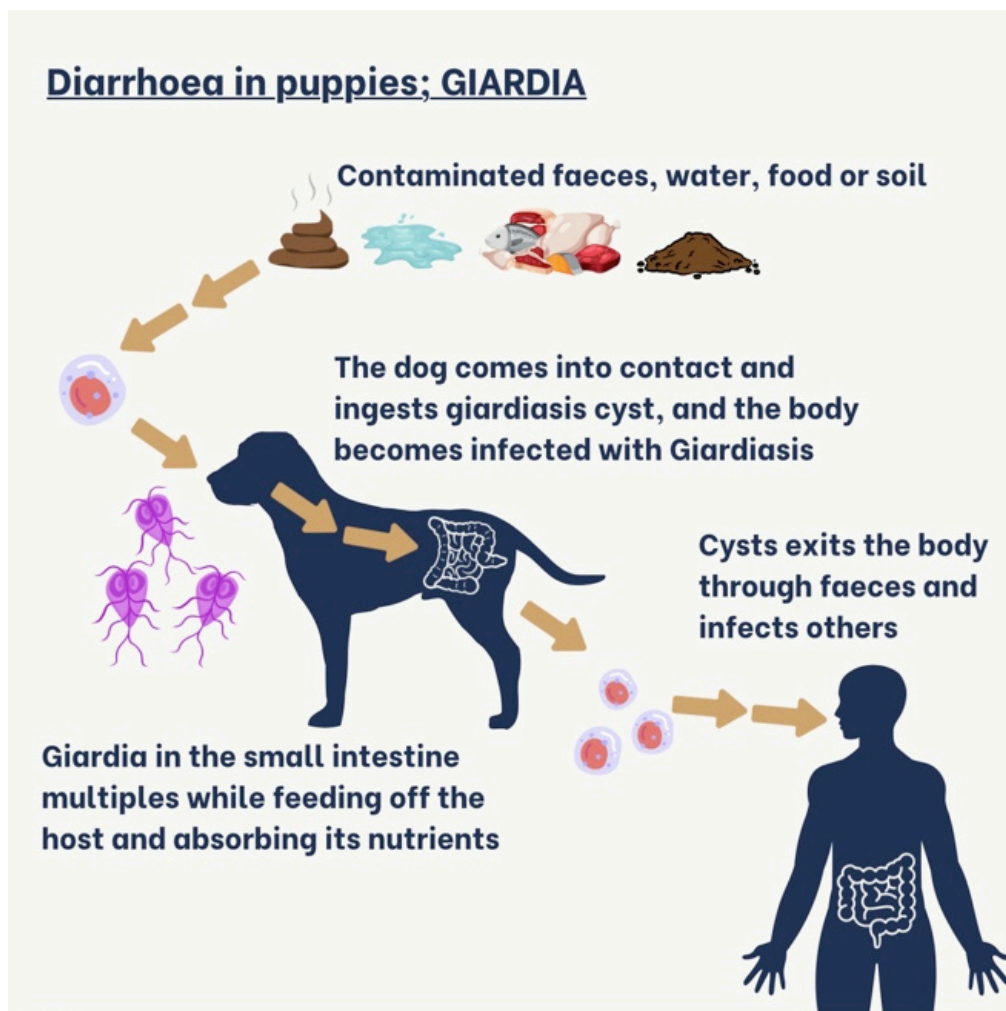 Diarrhoea in puppies; GIARDIA
Contaminated faeces, water, food or soil
The dog comes into contact and
ingests giardiasis cyst, and the body
becomes infected with Giardiasis
Cysts exits the body
through faeces and
infects others
Giardia in the small intestine
multiples while feeding off the
host and absorbing its nutrients